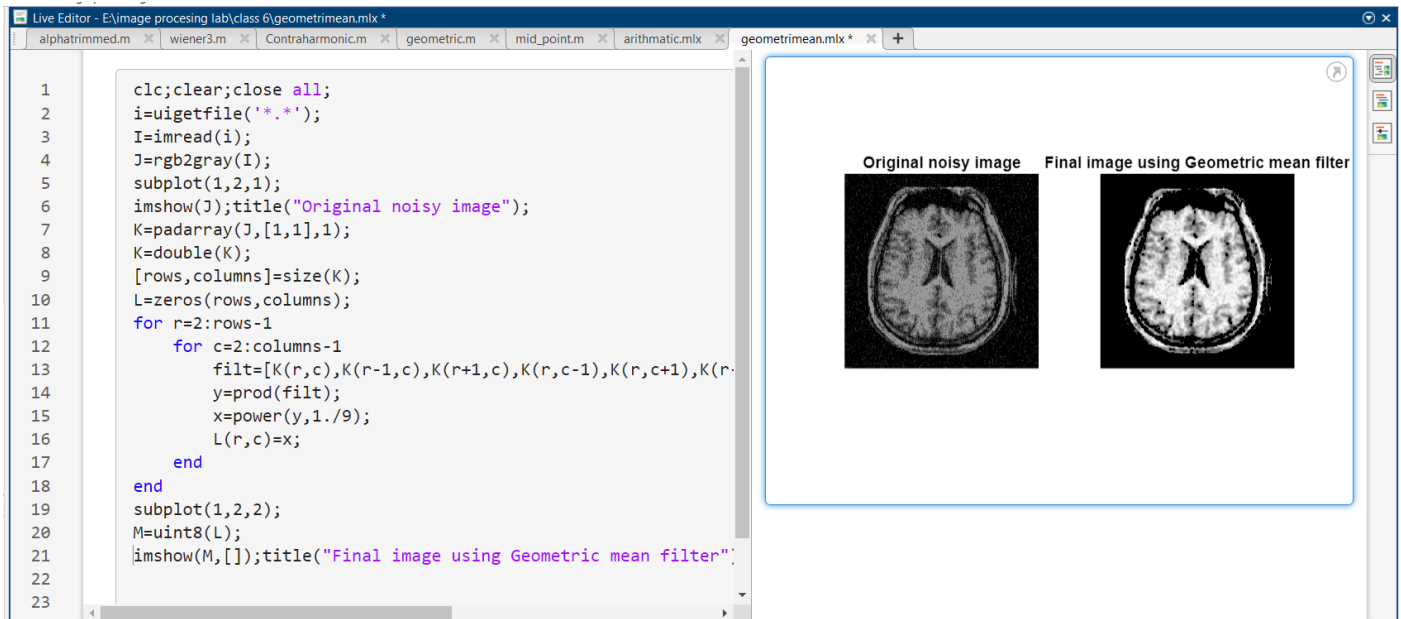 Live Editor - E:\image procesing lab\class 6\geometrimean.mlx *
alphatrimmed.m × wiener3.m × Contraharmonic.m × geometric.m × mid_point.m × arithmatic.mlx × geometrimean.mlx * × +
1 clc;clear;close all;
2 i=uigetfile('*.*');
3 I=imread(i);
4 J=rgb2gray(I);
5 subplot(1,2,1);
6 imshow(J);title("Original noisy image");
7 K=padarray(J,[1,1],1);
8 K=double(K);
9 [rows,columns]=size(K);
10 L=zeros(rows,columns);
11 for r=2:rows-1
12 for c=2:columns-1
13 filt=[K(r,c),K(r-1,c),K(r+1,c),K(r,c-1),K(r,c+1),K(r-
14 y=prod(filt);
15 x=power(y,1./9);
16 L(r,c)=x;
17 end
18 end
19 subplot(1,2,2);
20 M=uint8(L);
21 imshow(M,[]);title("Final image using Geometric mean filter")
22
23
Original noisy image
Final image using Geometric mean filter